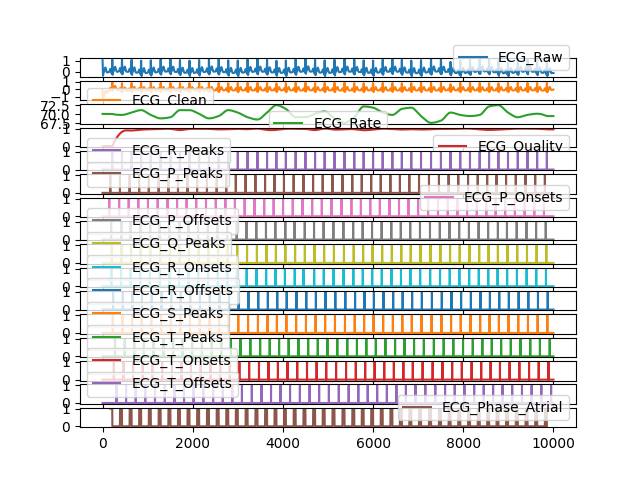 1
0
ECG_Raw
0
−1
ECG_Clean
72.5
70.0
67.5
ECG_Rate
1
0
ECG_Quality
1
0
ECG_R_Peaks
1
0
ECG_P_Peaks
1
0
ECG_P_Onsets
1
0
ECG_P_Offsets
1
0
ECG_Q_Peaks
1
0
ECG_R_Onsets
1
0
ECG_R_Offsets
1
0
ECG_S_Peaks
1
0
ECG_T_Peaks
1
0
ECG_T_Onsets
1
0
ECG_T_Offsets
1
0
ECG_Phase_Atrial
0 2000 4000 6000 8000 10000